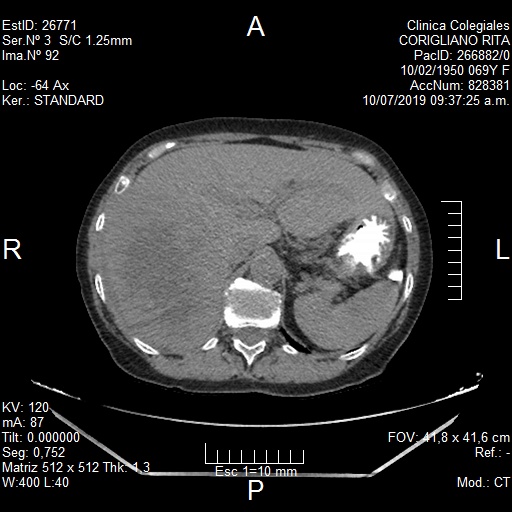 EstID: 26771
Ser.Nº 3 S/C 1.25mm
Ima.Nº 92
Loc: -64 Ax
Ker.: STANDARD
A
Clinica Colegiales
CORIGLIANO RITA
PacID: 266882/0
10/02/1950 069Y F
AccNum: 828381
10/07/2019 09:37:25 a.m.
R
L
KV: 120
mA: 87
Tilt: 0.000000
Seg: 0,752
Matriz 512 x 512 Thk: 1.3
W:400 L:40
Esc 1=10 mm
P
FOV: 41,8 x 41,6 cm
Ref.: -
Mod.: CT